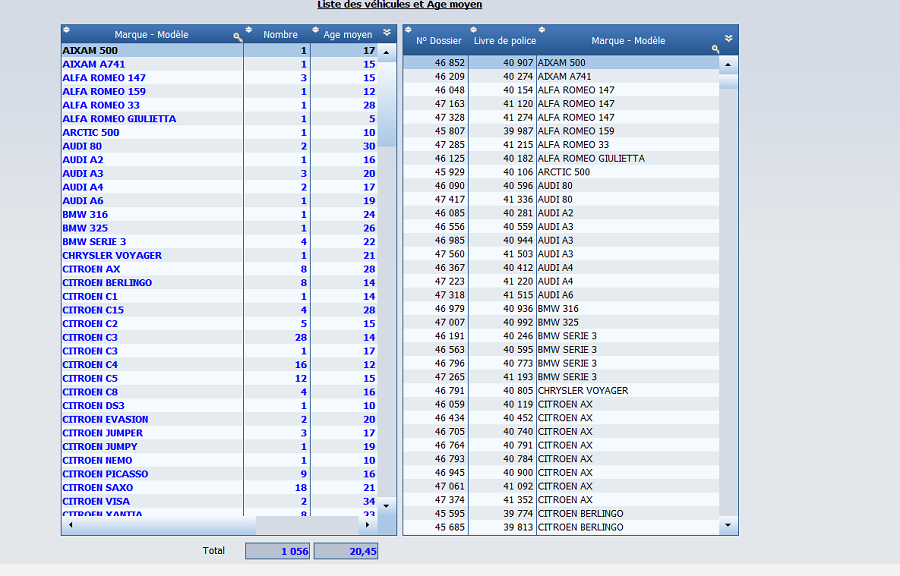 Liste des véhicules et Age moyen
Marque - Modèle Nombre Age moyen
AIXAM 500 1 17
AIXAM A741 1 15
ALFA ROMEO 147 3 15
ALFA ROMEO 159 1 12
ALFA ROMEO 33 1 28
ALFA ROMEO GIULIETTA 1 5
ARCTIC 500 1 10
AUDI 80 2 30
AUDI A2 1 16
AUDI A3 3 20
AUDI A4 2 17
AUDI A6 1 19
BMW 316 1 24
BMW 325 1 26
BMW SERIE 3 4 22
CHRYSLER VOYAGER 1 21
CITROEN AX 8 28
CITROEN BERLINGO 8 14
CITROEN C1 1 14
CITROEN C15 4 28
CITROEN C2 5 15
CITROEN C3 28 14
CITROEN C3 1 17
CITROEN C4 16 12
CITROEN C5 12 15
CITROEN C8 4 16
CITROEN DS3 1 10
CITROEN EVASION 2 20
CITROEN JUMPER 3 17
CITROEN JUMPY 1 19
CITROEN NEMO 1 10
CITROEN PICASSO 9 16
CITROEN SAXO 18 21
CITROEN VISA 2 34
CITROEN XANTIA 8 23
Total 1 056 20,45
N° Dossier Livre de police Marque - Modèle
46 852 40 907 AIXAM 500
46 209 40 274 AIXAM A741
46 048 40 154 ALFA ROMEO 147
47 163 41 120 ALFA ROMEO 147
47 328 41 274 ALFA ROMEO 147
45 807 39 987 ALFA ROMEO 159
47 285 41 215 ALFA ROMEO 33
46 125 40 182 ALFA ROMEO GIULIETTA
45 929 40 106 ARCTIC 500
46 090 40 596 AUDI 80
47 417 41 336 AUDI 80
46 085 40 281 AUDI A2
46 556 40 559 AUDI A3
46 985 40 944 AUDI A3
47 560 41 503 AUDI A3
46 367 40 412 AUDI A4
47 223 41 220 AUDI A4
47 318 41 515 AUDI A6
46 979 40 936 BMW 316
47 007 40 992 BMW 325
46 191 40 246 BMW SERIE 3
46 563 40 595 BMW SERIE 3
46 796 40 773 BMW SERIE 3
47 265 41 193 BMW SERIE 3
46 791 40 805 CHRYSLER VOYAGER
46 059 40 119 CITROEN AX
46 434 40 452 CITROEN AX
46 705 40 740 CITROEN AX
46 764 40 791 CITROEN AX
46 793 40 784 CITROEN AX
46 945 40 900 CITROEN AX
47 061 41 092 CITROEN AX
47 374 41 352 CITROEN AX
45 595 39 774 CITROEN BERLINGO
45 685 39 813 CITROEN BERLINGO